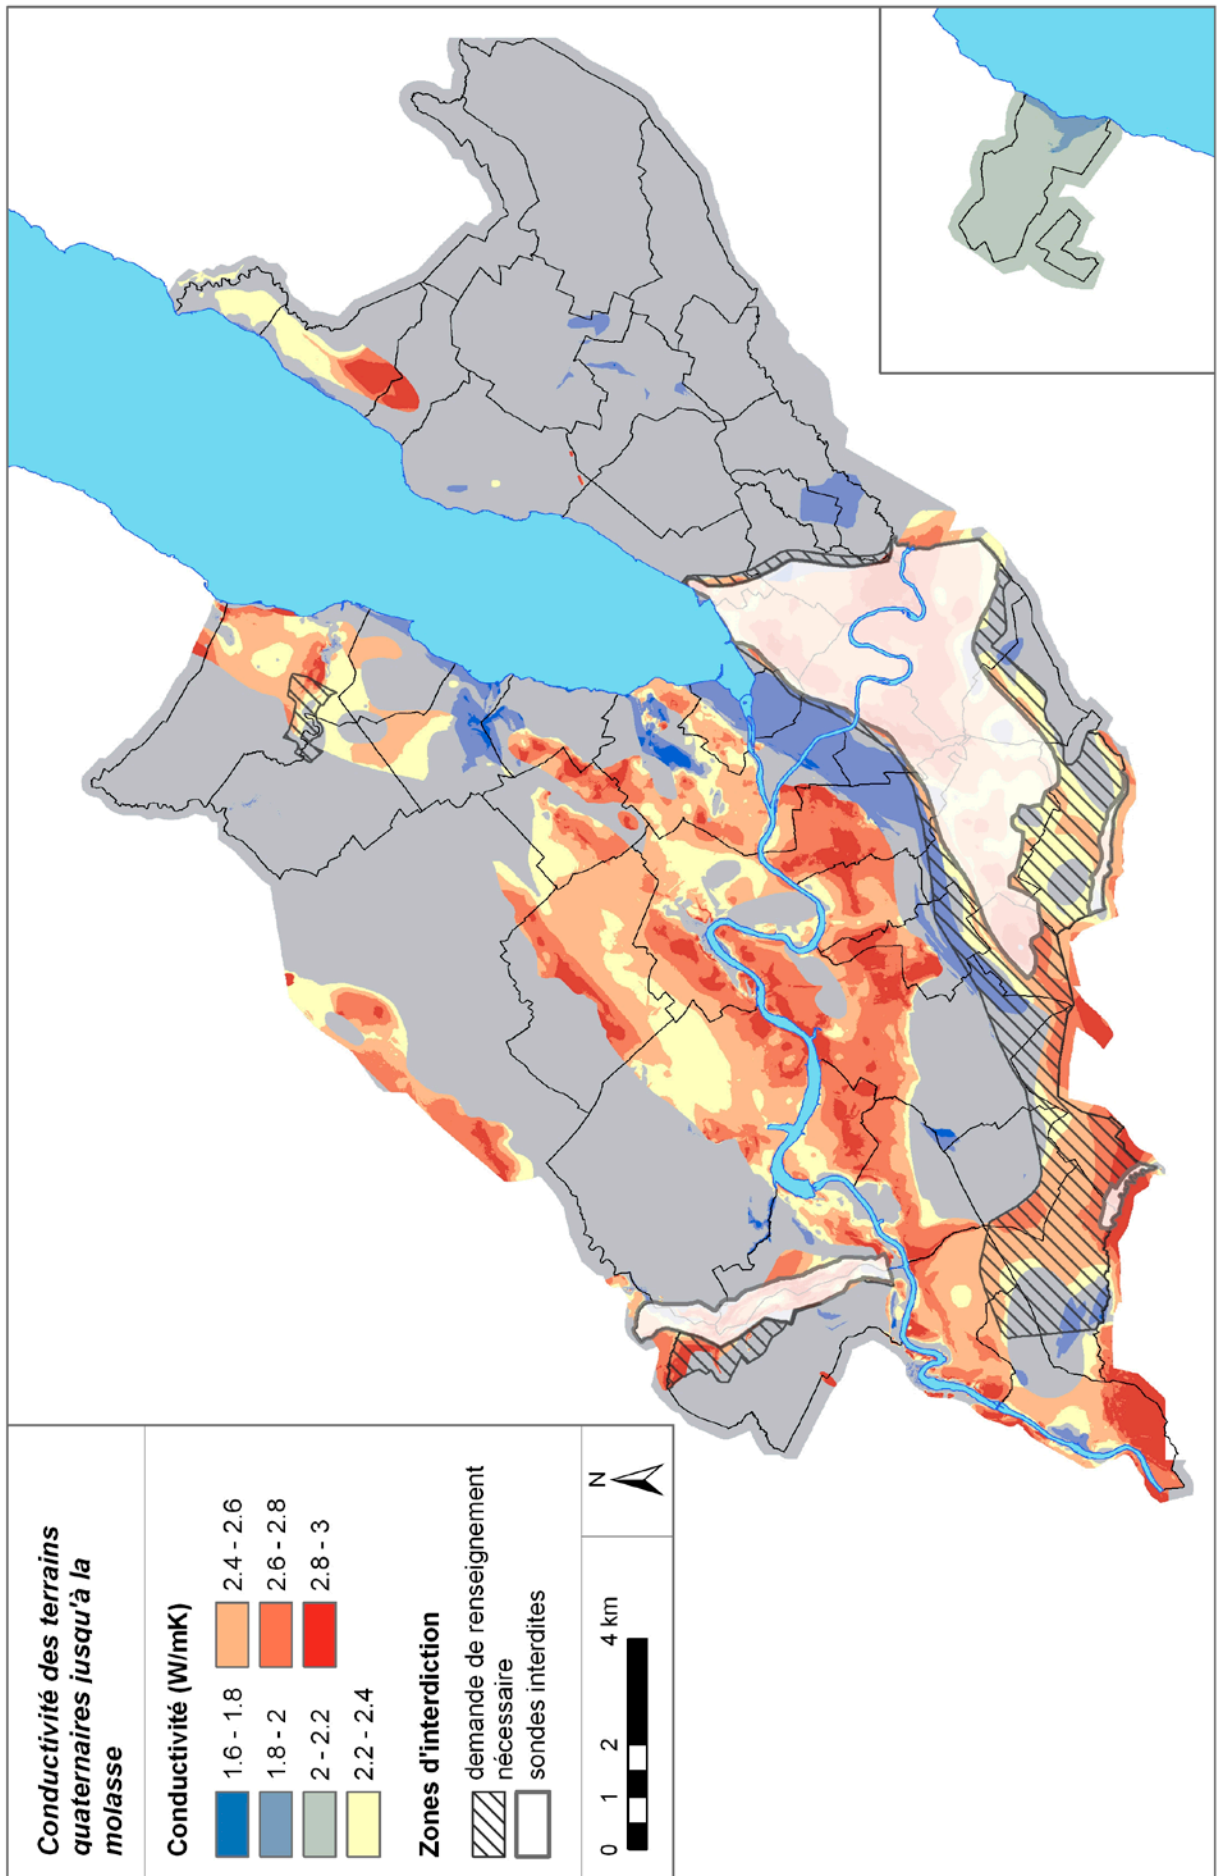 Conductivité des terrains
quaternaires jusqu'à la
molasse
Conductivité (W/mK)
1.6 - 1.8
1.8 - 2
2 - 2.2
2.2 - 2.4
2.4 - 2.6
2.6 - 2.8
2.8 - 3
Zones d'interdiction
demande de renseignement
nécessaire
sondes interdites
0 1 2 4 km
N